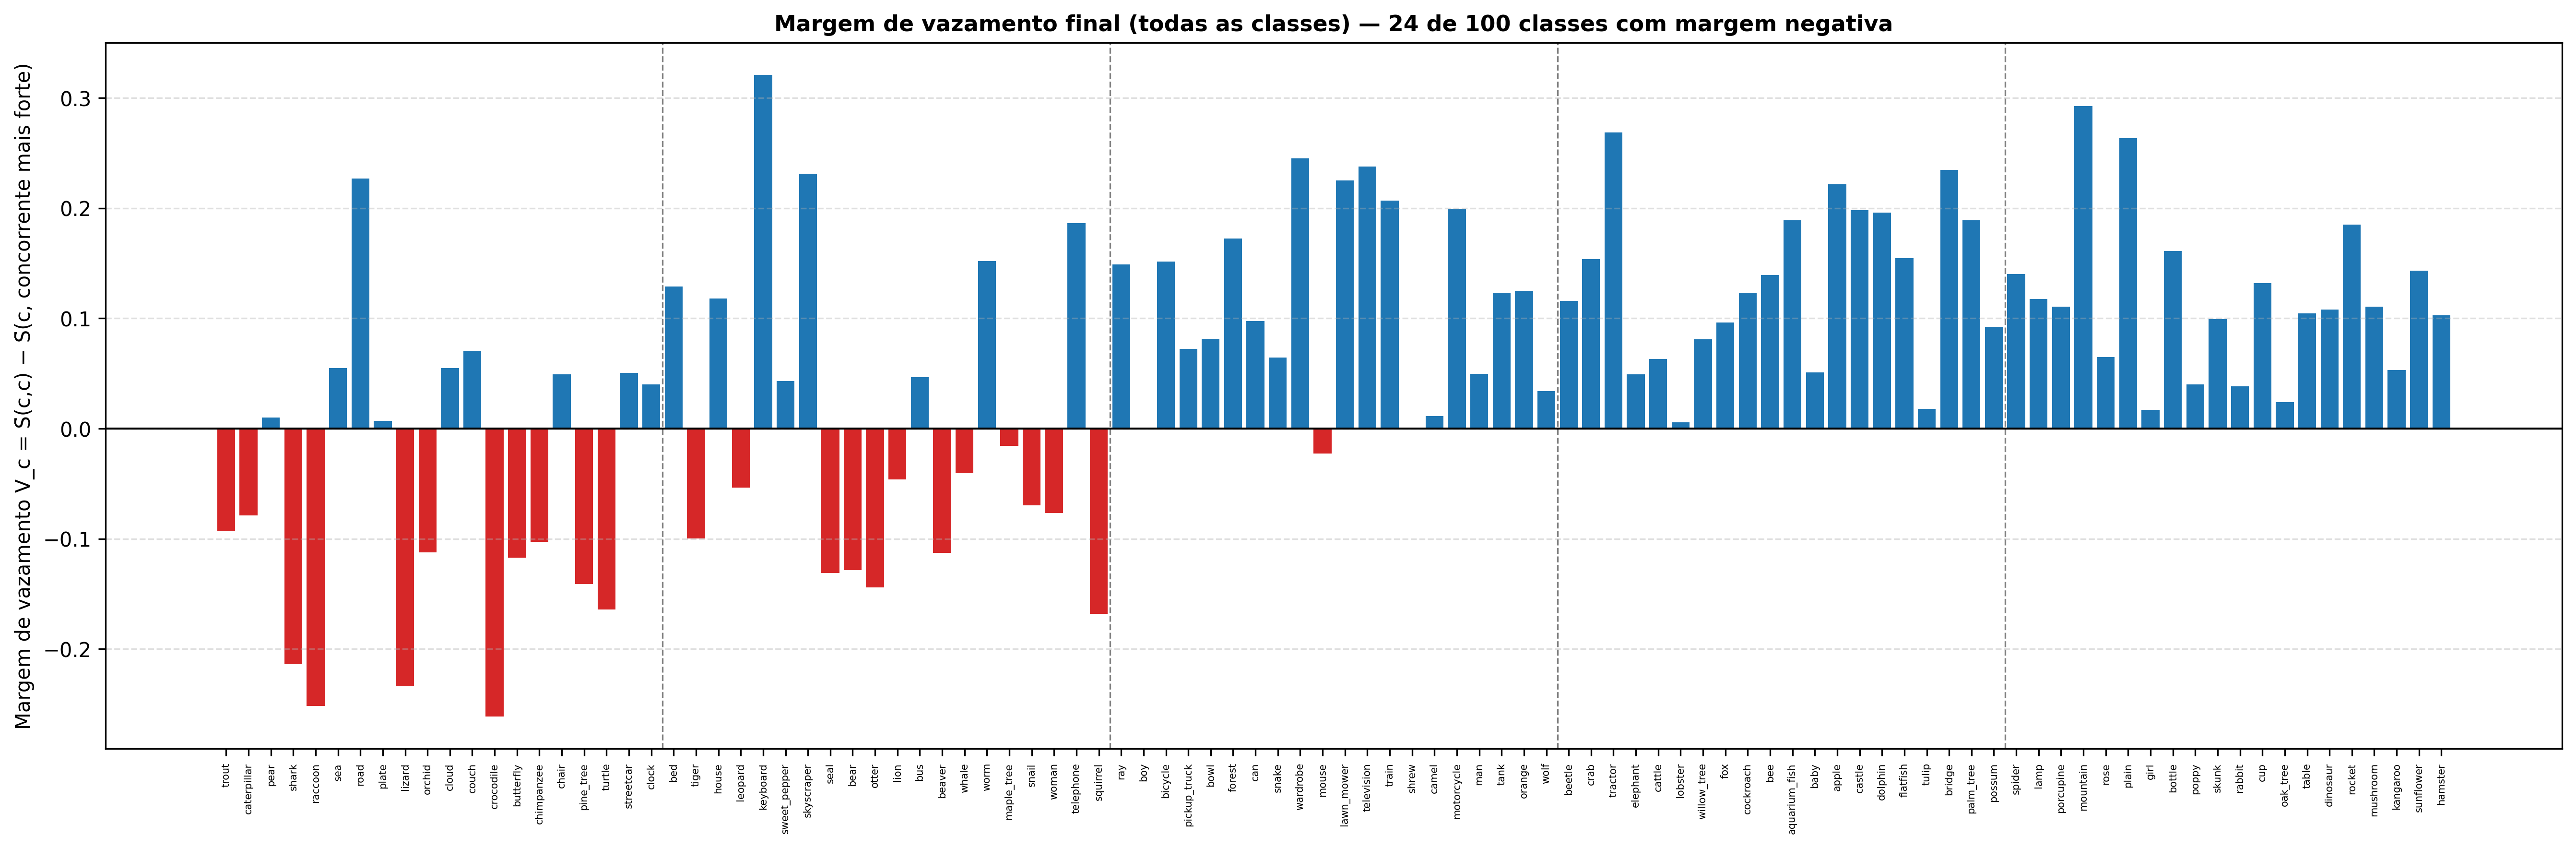 Margem de vazamento final (todas as classes) — 24 de 100 classes com margem negativa
Margem de vazamento V_c = S(c,c) − S(c, concorrente mais forte)
0.3
0.2
0.1
0.0
−0.1
−0.2
trout
caterpillar
pear
shark
raccoon
sea
road
plate
lizard
orchid
cloud
couch
crocodile
butterfly
chimpanzee
chair
pine_tree
turtle
streetcar
clock
bed
tiger
house
leopard
keyboard
sweet_pepper
skyscraper
seal
bear
otter
lion
bus
beaver
whale
worm
maple_tree
snail
woman
telephone
squirrel
ray
boy
bicycle
pickup_truck
bowl
forest
can
snake
wardrobe
mouse
lawn_mower
television
train
shrew
camel
motorcycle
man
tank
orange
wolf
beetle
crab
tractor
elephant
cattle
lobster
willow_tree
fox
cockroach
bee
aquarium_fish
baby
apple
castle
dolphin
flatfish
tulip
bridge
palm_tree
possum
spider
lamp
porcupine
mountain
rose
plain
girl
bottle
poppy
skunk
rabbit
cup
oak_tree
table
dinosaur
rocket
mushroom
kangaroo
sunflower
hamster